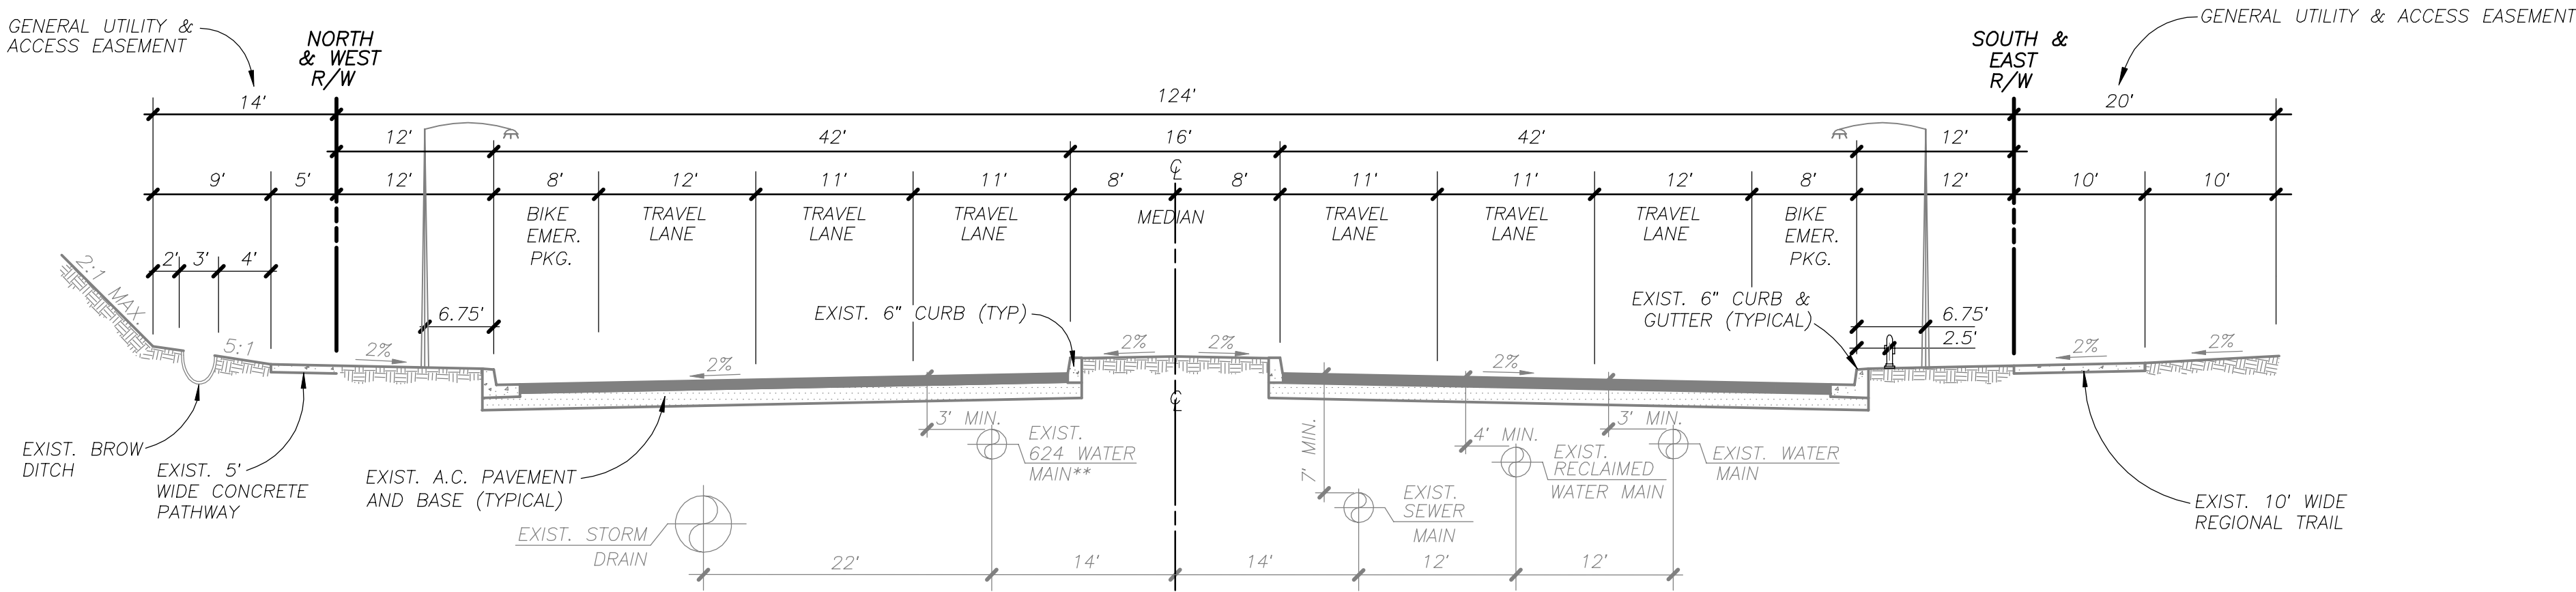 GENERAL UTILITY &
ACCESS EASEMENT
NORTH
& WEST
R/W
SOUTH &
EAST
R/W
GENERAL UTILITY & ACCESS EASEMENT
14' 124' 20'
12' 42' 16' 42' 12'
℄
9' 5' 12' 8' 12' 11' 11' 8' 8' 11' 11' 12' 8' 12' 10' 10'
BIKE
EMER.
PKG.
TRAVEL
LANE
TRAVEL
LANE
TRAVEL
LANE
MEDIAN
TRAVEL
LANE
TRAVEL
LANE
TRAVEL
LANE
BIKE
EMER.
PKG.
2' 3' 4'
2:1 MAX.
6.75'
EXIST. 6" CURB (TYP)
EXIST. 6" CURB &
GUTTER (TYPICAL)
6.75'
2.5'
5:1 2% 2% 2% 2% 2% 2% 2%
℄
3' MIN.
EXIST.
624 WATER
MAIN**
7' MIN.
4' MIN.
EXIST.
RECLAIMED
WATER MAIN
3' MIN.
EXIST. WATER
MAIN
EXIST. BROW
DITCH
EXIST. 5'
WIDE CONCRETE
PATHWAY
EXIST. A.C. PAVEMENT
AND BASE (TYPICAL)
EXIST. STORM
DRAIN
EXIST.
SEWER
MAIN
EXIST. 10' WIDE
REGIONAL TRAIL
22' 14' 14' 12' 12'